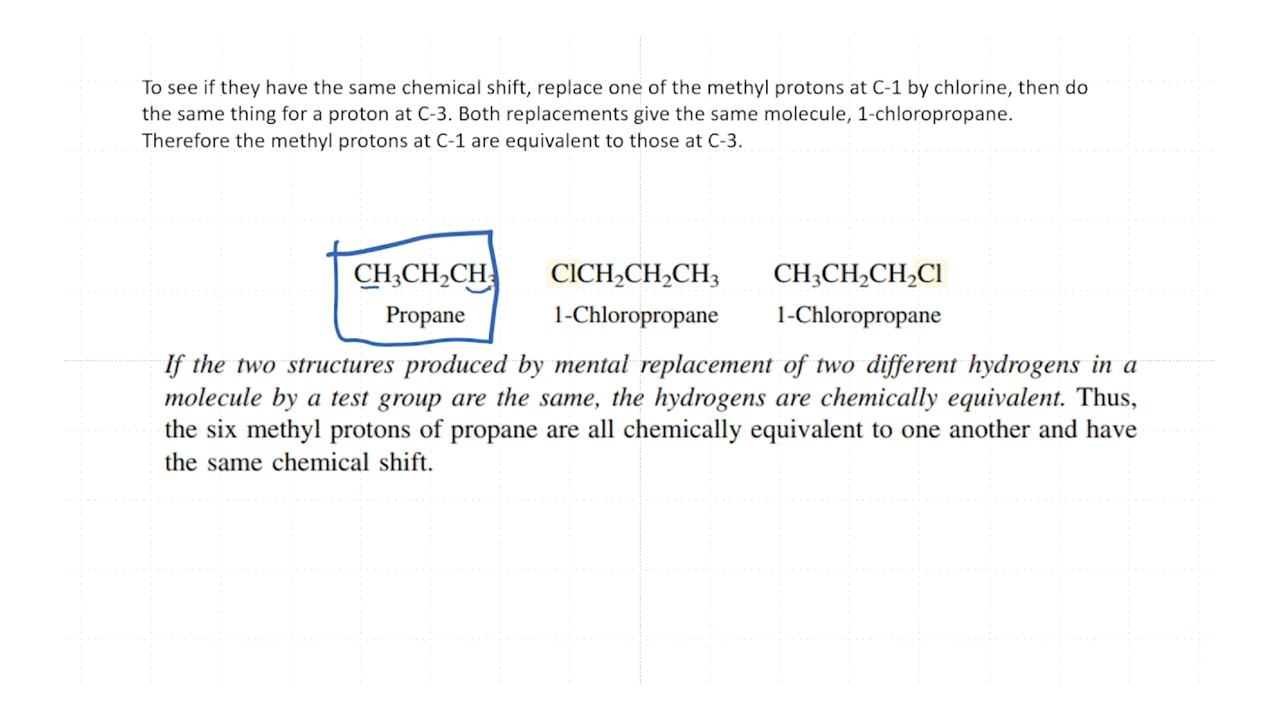 To see if they have the same chemical shift, replace one of the methyl protons at C-1 by chlorine, then do
the same thing for a proton at C-3. Both replacements give the same molecule, 1-chloropropane.
Therefore the methyl protons at C-1 are equivalent to those at C-3.
CH₃CH₂CH₃ ClCH₂CH₂CH₃ CH₃CH₂CH₂Cl
Propane 1-Chloropropane 1-Chloropropane
If the two structures produced by mental replacement of two different hydrogens in a
molecule by a test group are the same, the hydrogens are chemically equivalent. Thus,
the six methyl protons of propane are all chemically equivalent to one another and have
the same chemical shift.